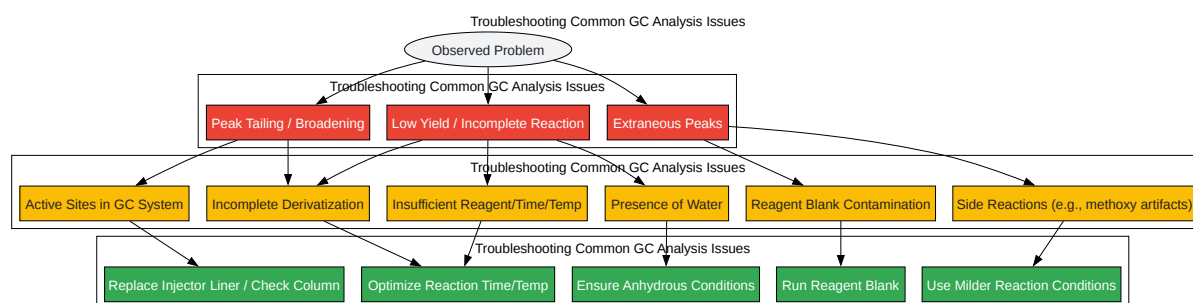 Troubleshooting Common GC Analysis Issues
Observed Problem
Troubleshooting Common GC Analysis Issues
Peak Tailing / Broadening
Low Yield / Incomplete Reaction
Extraneous Peaks
Troubleshooting Common GC Analysis Issues
Active Sites in GC System
Incomplete Derivatization
Insufficient Reagent/Time/Temp
Presence of Water
Reagent Blank Contamination
Side Reactions (e.g., methoxy artifacts)
Troubleshooting Common GC Analysis Issues
Replace Injector Liner / Check Column
Optimize Reaction Time/Temp
Ensure Anhydrous Conditions
Run Reagent Blank
Use Milder Reaction Conditions